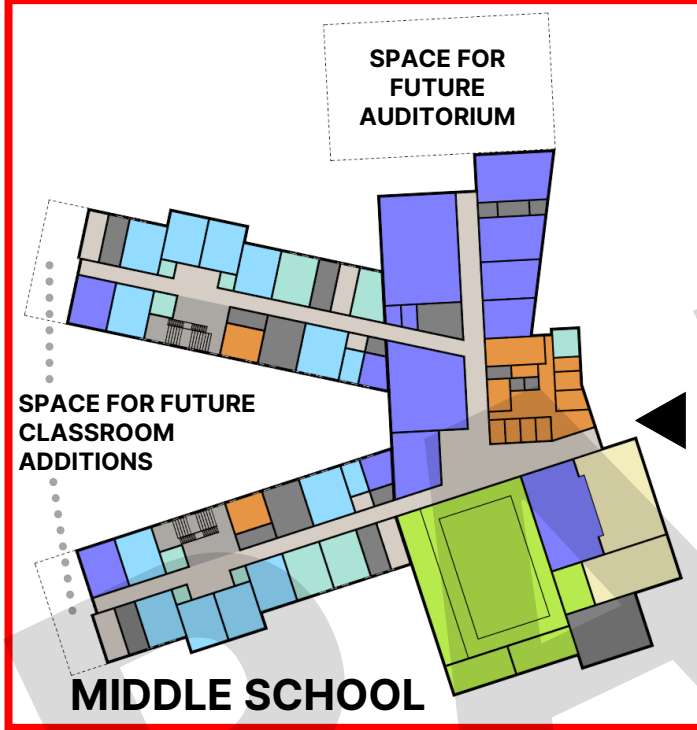 SPACE FOR
FUTURE
AUDITORIUM
SPACE FOR FUTURE
CLASSROOM
ADDITIONS
MIDDLE SCHOOL